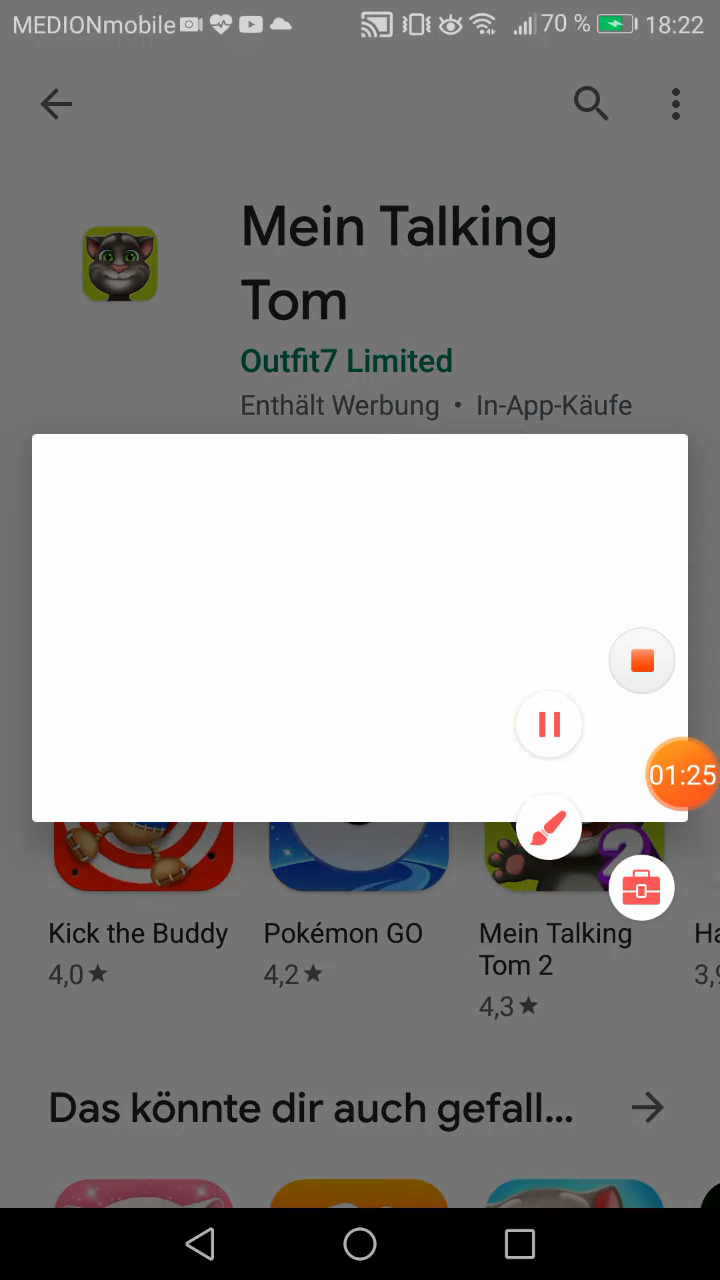 MEDIONmobile 70 % 18:22
Mein Talking
Tom
Outfit7 Limited
Enthält Werbung • In-App-Käufe
01:25
2
Kick the Buddy Pokémon GO Mein Talking
Tom 2
4,0★ 4,2★ 4,3★
Das könnte dir auch gefall...